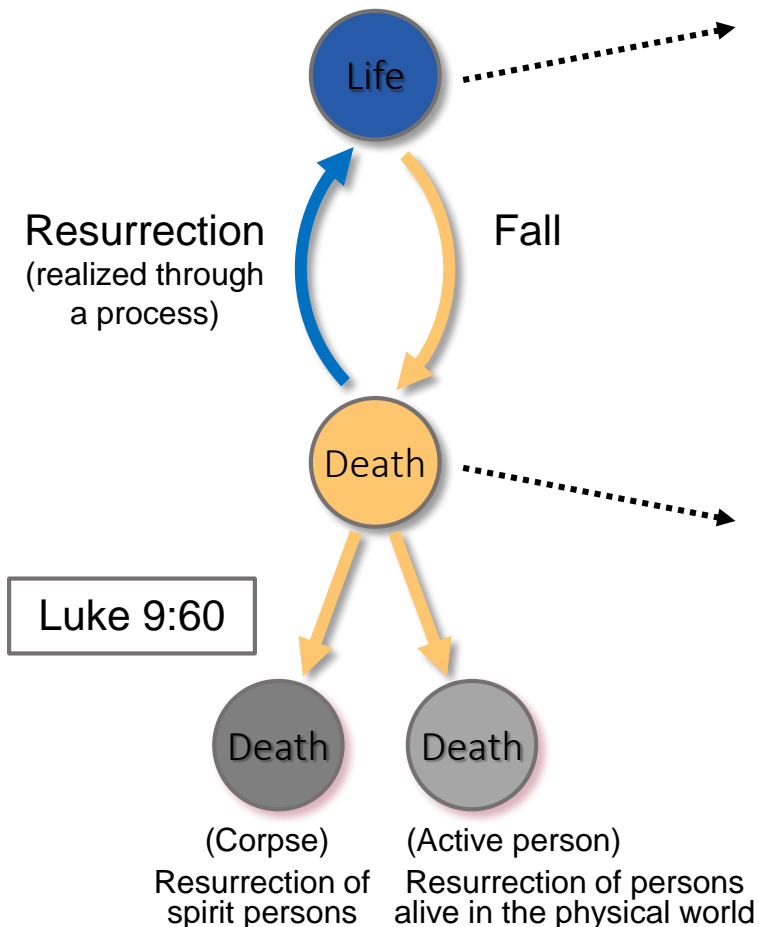 Life
Resurrection
(realized through
a process)
Fall
Death
Luke 9:60
Death
Death
(Corpse)
(Active person)
Resurrection of
spirit persons
Resurrection of persons
alive in the physical world